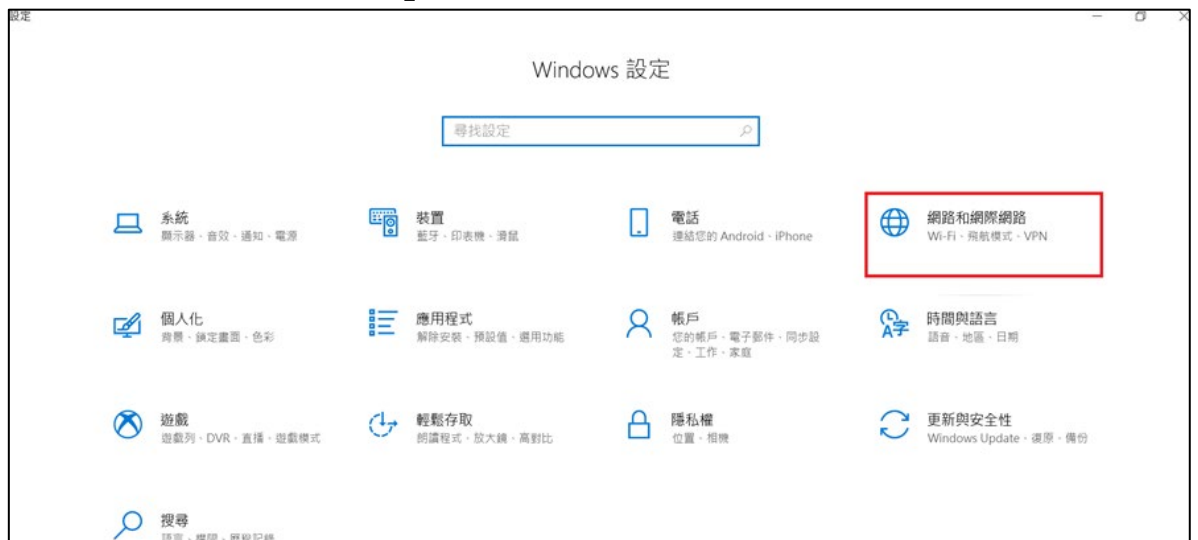 設定
Windows 設定
尋找設定
系統
顯示器、音效、通知、電源
裝置
藍牙、印表機、滑鼠
電話
連結您的 Android、iPhone
網路和網際網路
Wi-Fi、飛航模式、VPN
個人化
背景、鎖定畫面、色彩
應用程式
解除安裝、預設值、選用功能
帳戶
您的帳戶、電子郵件、同步設
定、工作、家庭
時間與語言
語音、地區、日期
遊戲
遊戲列、DVR、直播、遊戲模式
輕鬆存取
朗讀程式、放大鏡、高對比
隱私權
位置、相機
更新與安全性
Windows Update、復原、備份
搜尋
語言、權限、歷程記錄